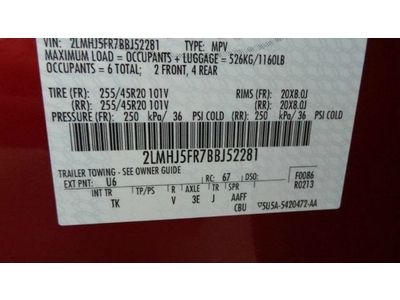 VIN: 2LMHJ5FR7BBJ52281 TYPE: MPV
MAXIMUM LOAD = OCCUPANTS + LUGGAGE = 526KG/1160LB
OCCUPANTS = 6 TOTAL; 2 FRONT, 4 REAR
TIRE (FR): 255/45R20 101V RIMS (FR): 20X8.0J
(RR): 255/45R20 101V (RR): 20X8.0J
PRESSURE (FR): 250 kPa/ 36 PSI COLD (RR): 250 kPa/ 36 PSI COLD
2LMHJ5FR7BBJ52281
TRAILER TOWING - SEE OWNER GUIDE
EXT PNT: U6 RC: 67 DSO: F0086
R0213
INT TR TP/PS R AXLE TR SPR
TK V 3E J AAFF
CBU 5U5A-5420472-AA